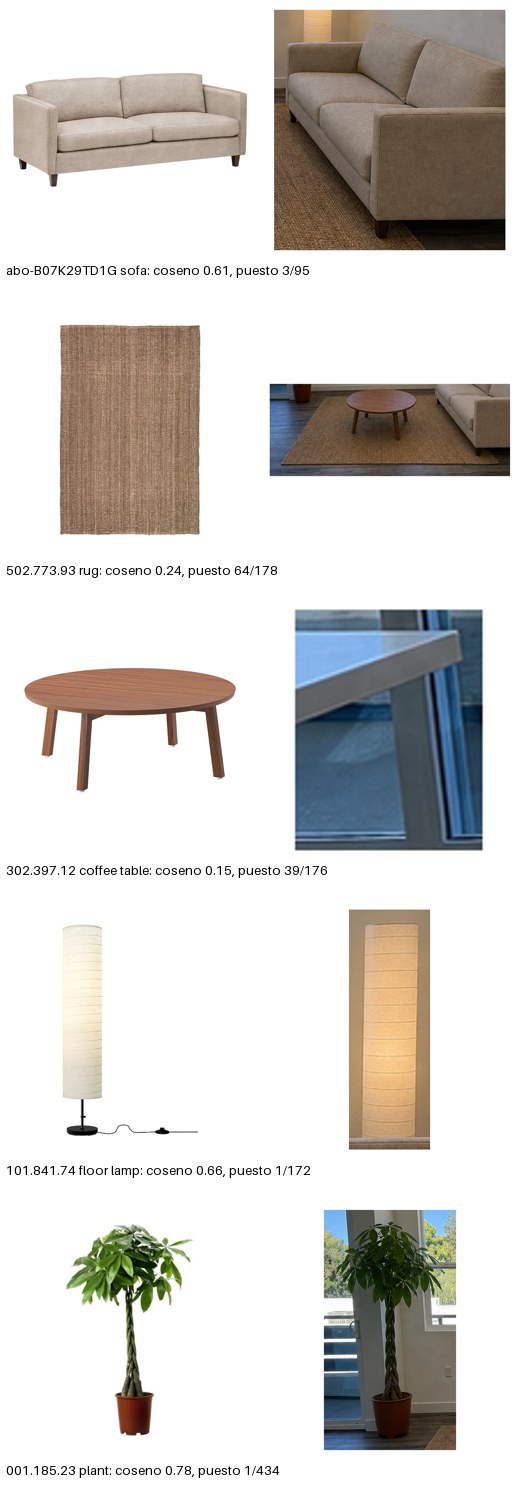 abo-B07K29TD1G sofa: coseno 0.61, puesto 3/95
502.773.93 rug: coseno 0.24, puesto 64/178
302.397.12 coffee table: coseno 0.15, puesto 39/176
101.841.74 floor lamp: coseno 0.66, puesto 1/172
001.185.23 plant: coseno 0.78, puesto 1/434